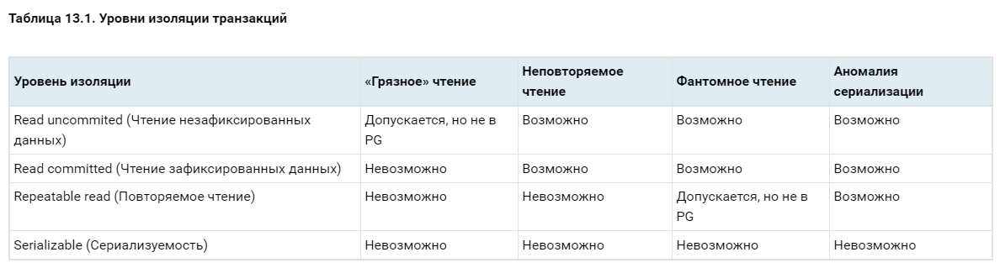 Таблица 13.1. Уровни изоляции транзакций
Уровень изоляции «Грязное» чтение Неповторяемое чтение Фантомное чтение Аномалия сериализации
Read uncommited (Чтение незафиксированных данных) Допускается, но не в PG Возможно Возможно Возможно
Read committed (Чтение зафиксированных данных) Невозможно Возможно Возможно Возможно
Repeatable read (Повторяемое чтение) Невозможно Невозможно Допускается, но не в PG Возможно
Serializable (Сериализуемость) Невозможно Невозможно Невозможно Невозможно